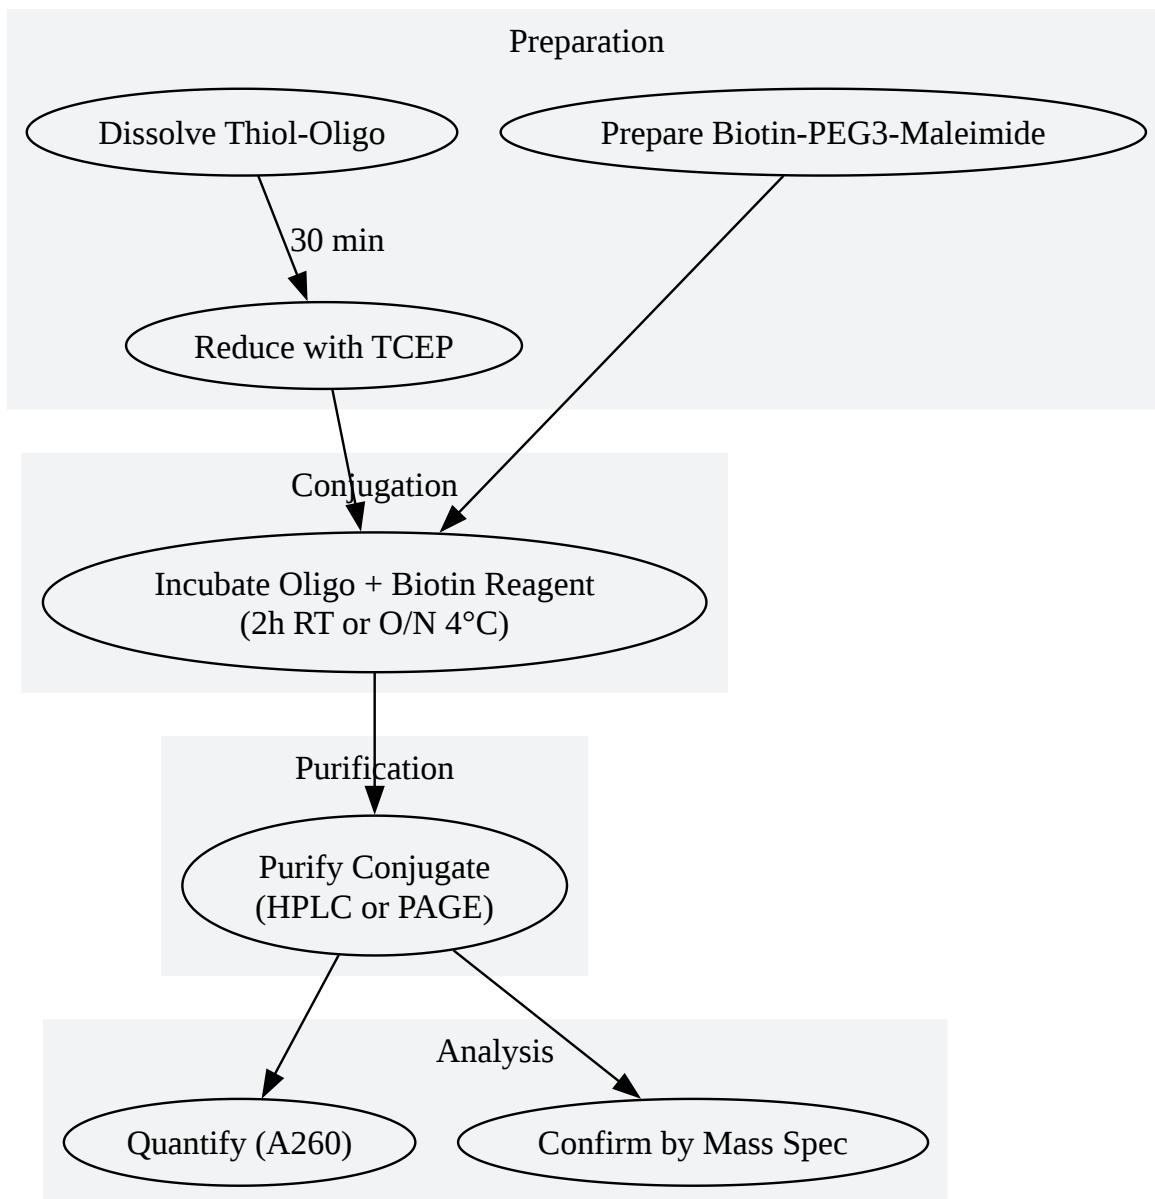 Preparation
Dissolve Thiol-Oligo
Prepare Biotin-PEG3-Maleimide
30 min
Reduce with TCEP
Conjugation
Incubate Oligo + Biotin Reagent
(2h RT or O/N 4°C)
Purification
Purify Conjugate
(HPLC or PAGE)
Analysis
Quantify (A260)
Confirm by Mass Spec